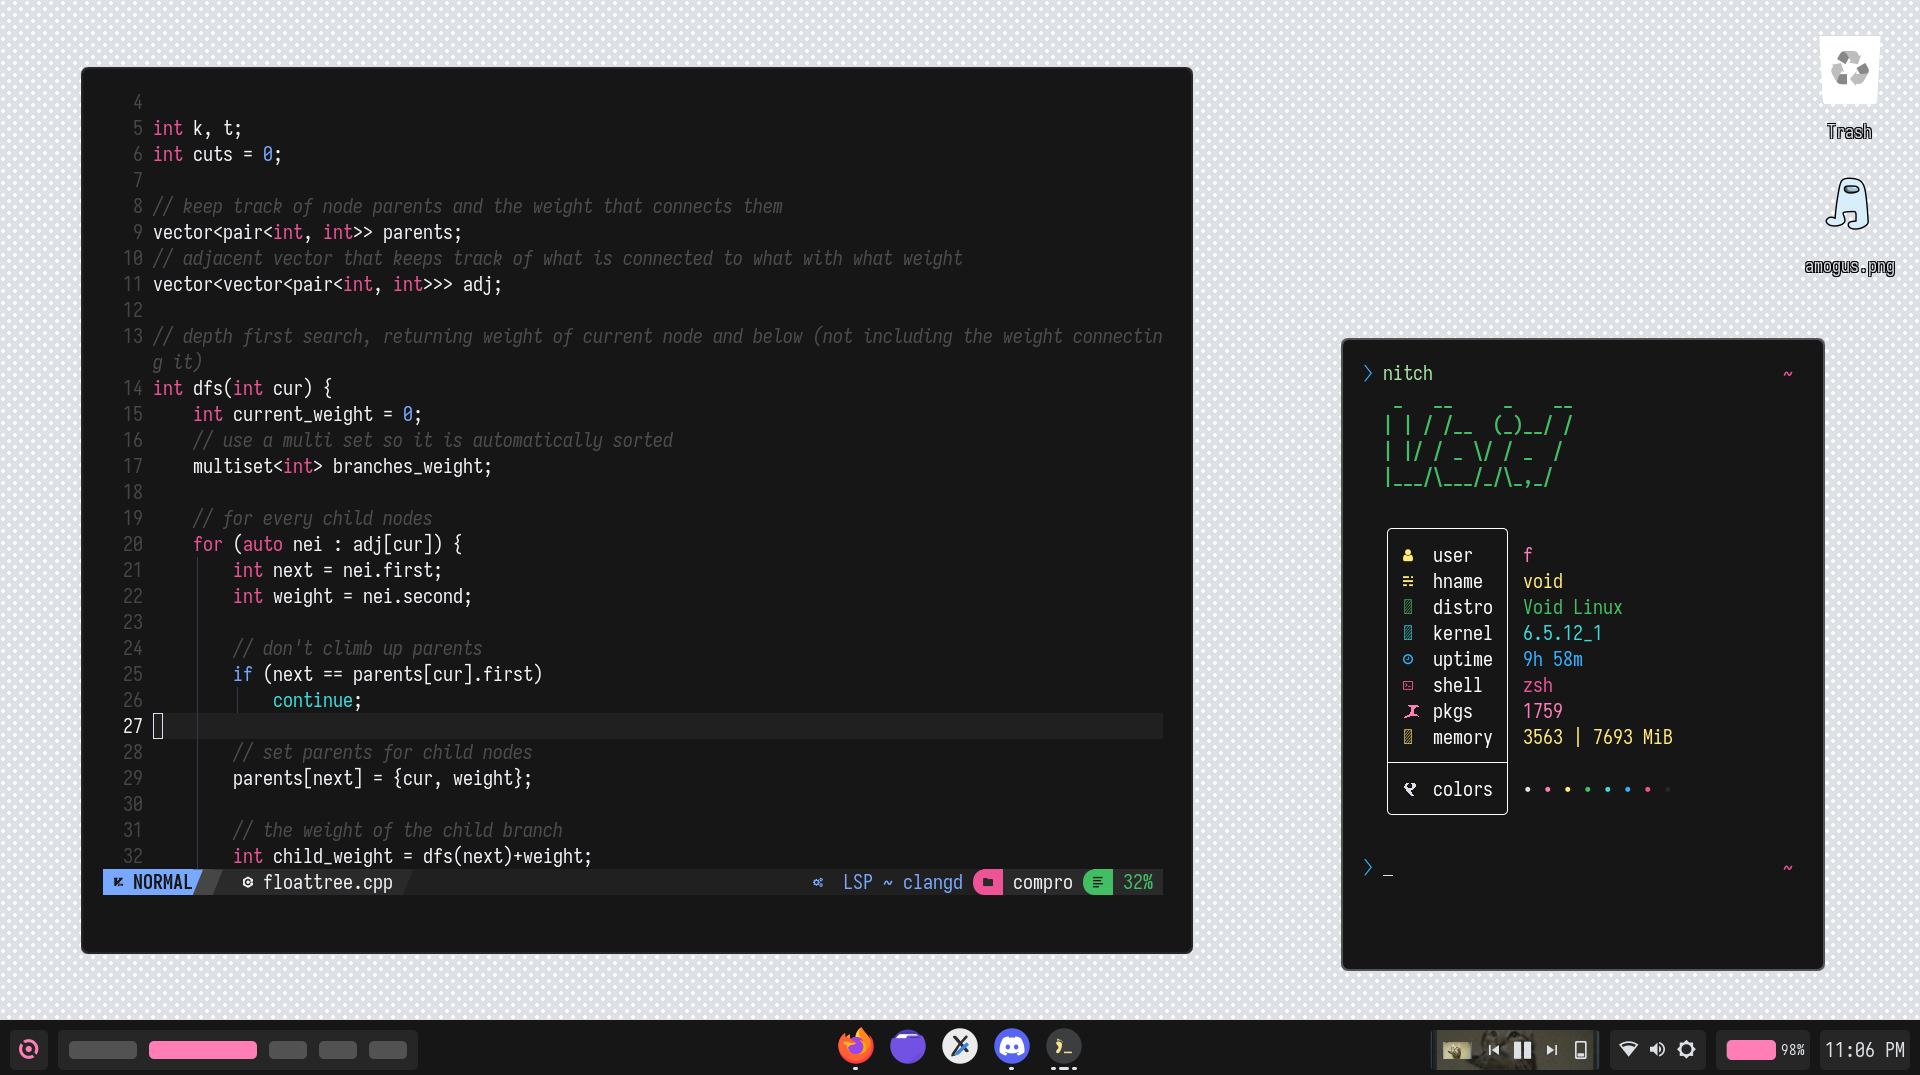 4
5 int k, t;
6 int cuts = 0;
7
8 // keep track of node parents and the weight that connects them
9 vector<pair<int, int>> parents;
10 // adjacent vector that keeps track of what is connected to what with what weight
11 vector<vector<pair<int, int>>> adj;
12
13 // depth first search, returning weight of current node and below (not including the weight connectin
g it)
14 int dfs(int cur) {
15     int current_weight = 0;
16     // use a multi set so it is automatically sorted
17     multiset<int> branches_weight;
18
19     // for every child nodes
20     for (auto nei : adj[cur]) {
21         int next = nei.first;
22         int weight = nei.second;
23
24         // don't climb up parents
25         if (next == parents[cur].first)
26             continue;
27
28         // set parents for child nodes
29         parents[next] = {cur, weight};
30
31         // the weight of the child branch
32         int child_weight = dfs(next)+weight;
NORMAL floattree.cpp LSP ~ clangd compro 32%
Trash
amogus.png
> nitch ~
Void
user f
hname void
distro Void Linux
kernel 6.5.12_1
uptime 9h 58m
shell zsh
pkgs 1759
memory 3563 | 7693 MiB
colors
> _ ~
98% 11:06 PM